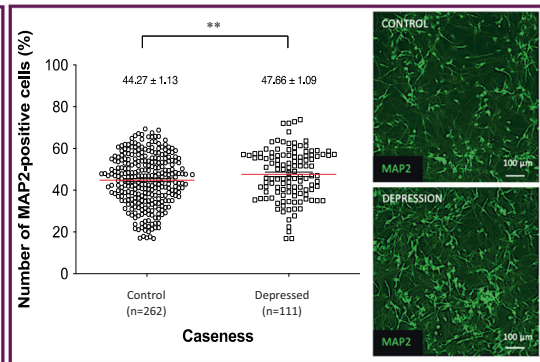 **
44.27 ± 1.13
47.66 ± 1.09
Number of MAP2-positive cells (%)
100
80
60
40
20
0
Control
(n=262)
Depressed
(n=111)
Caseness
CONTROL
MAP2
100 µm
DEPRESSION
MAP2
100 µm